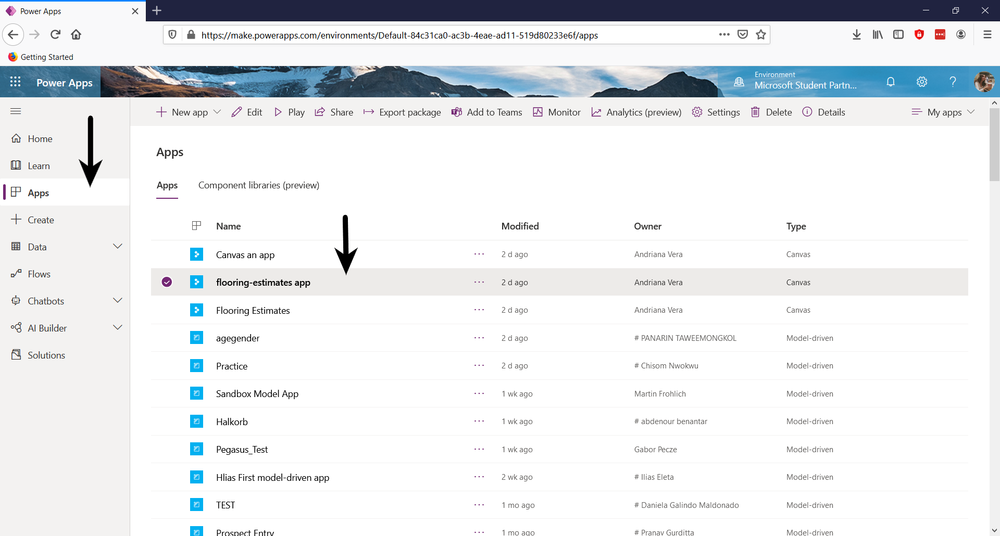 Power Apps
https://make.powerapps.com/environments/Default-84c31ca0-ac3b-4eae-ad11-519d80233e6f/apps
Getting Started
Power Apps
Environment
Microsoft Student Partn...
New app
Edit
Play
Share
Export package
Add to Teams
Monitor
Analytics (preview)
Settings
Delete
Details
My apps
Home
Learn
Apps
Create
Data
Flows
Chatbots
AI Builder
Solutions
Apps
Apps Component libraries (preview)
Name Modified Owner Type
Canvas an app ... 2 d ago Andriana Vera Canvas
flooring-estimates app ... 2 d ago Andriana Vera Canvas
Flooring Estimates ... 2 d ago Andriana Vera Canvas
agegender ... 2 d ago # PANARIN TAWEEMONGKOL Model-driven
Practice ... 2 d ago # Chisom Nwokwu Model-driven
Sandbox Model App ... 1 wk ago Martin Frohlich Model-driven
Halkorb ... 1 wk ago # abdenour benantar Model-driven
Pegasus_Test ... 1 wk ago Gabor Pecze Model-driven
Hlias First model-driven app ... 2 wk ago # Ilias Eleta Model-driven
TEST ... 1 mo ago # Daniela Galindo Maldonado Model-driven
Prospect Entry ... 1 mo ago # Pranav Gurditta Model-driven